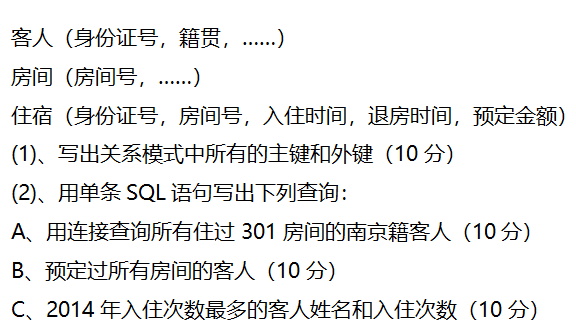 客人（身份证号，籍贯，……）
房间（房间号，……）
住宿（身份证号，房间号，入住时间，退房时间，预定金额）
(1)、写出关系模式中所有的主键和外键（10 分）
(2)、用单条 SQL 语句写出下列查询：
A、用连接查询所有住过 301 房间的南京籍客人（10 分）
B、预定过所有房间的客人（10 分）
C、2014 年入住次数最多的客人姓名和入住次数（10 分）